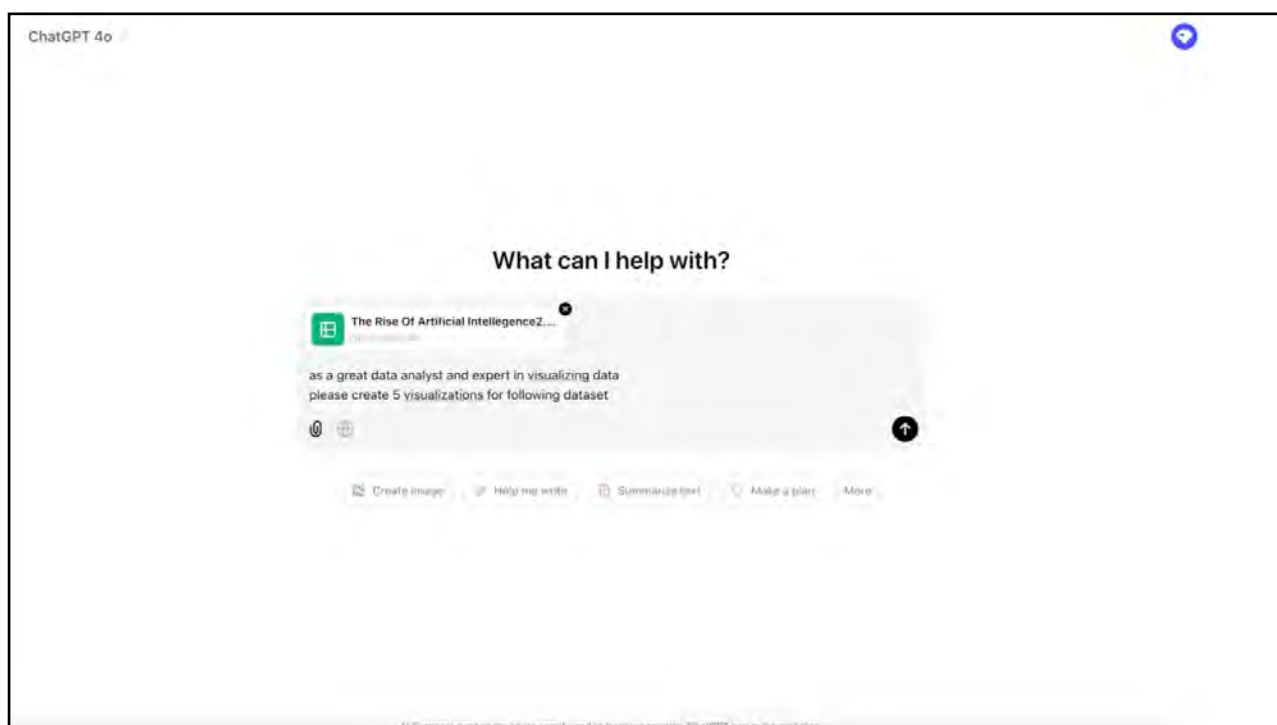 ChatGPT 4o
What can I help with?
The Rise Of Artificial Intellegence2....
as a great data analyst and expert in visualizing data
please create 5 visualizations for following dataset
Create image
Help me write
Summarize text
Make a plan
More